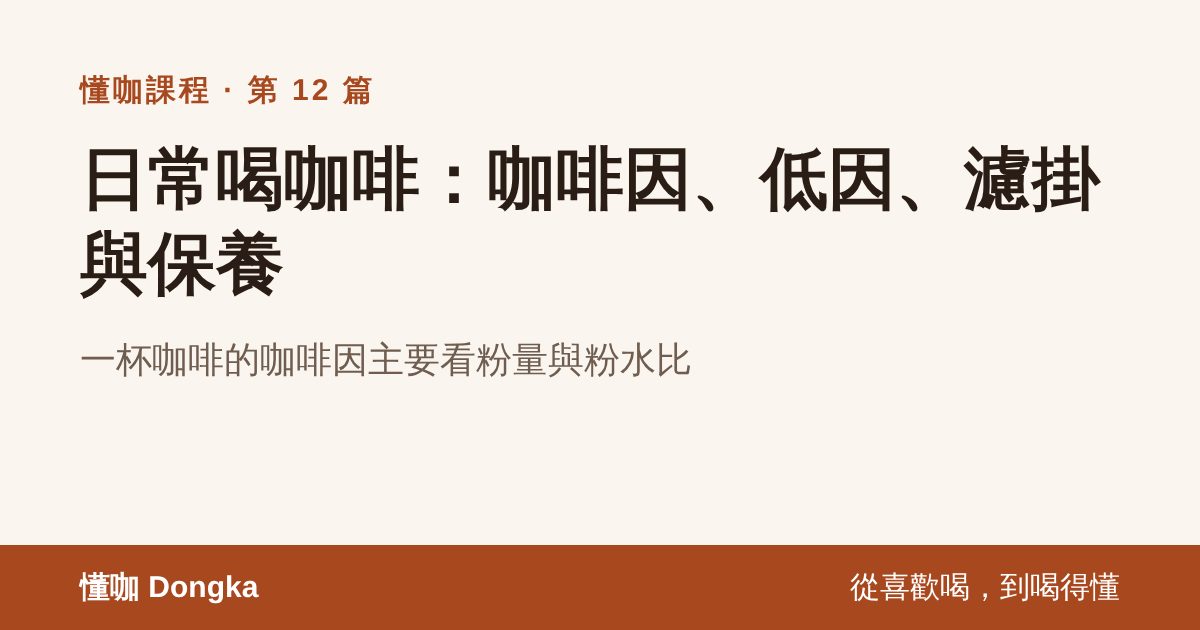 懂咖課程 · 第 12 篇
日常喝咖啡：咖啡因、低因、濾掛
與保養
一杯咖啡的咖啡因主要看粉量與粉水比
懂咖 Dongka
從喜歡喝，到喝得懂